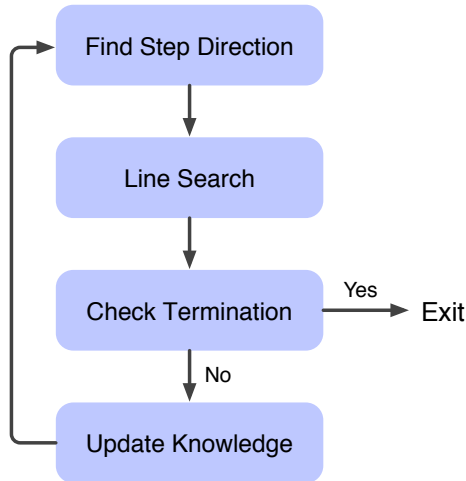 Find Step Direction
Line Search
Check Termination
Yes
Exit
No
Update Knowledge